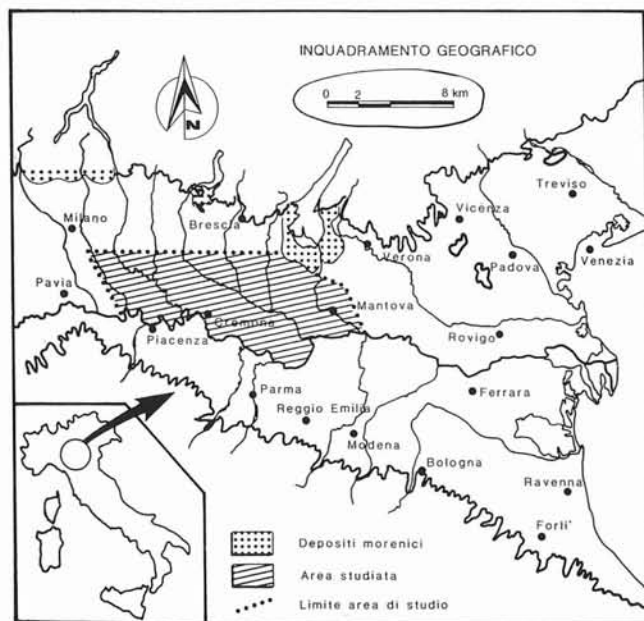 INQUADRAMENTO GEOGRAFICO
0 2 8 km
N
Treviso
Milano
Brescia
Vicenza
Verona
Padova
Venezia
Pavia
Mantova
Cremona
Piacenza
Rovigo
Parma
Ferrara
Reggio Emilia
Modena
Bologna
Ravenna
Forli'
Depositi morenici
Area studiata
Limite area di studio